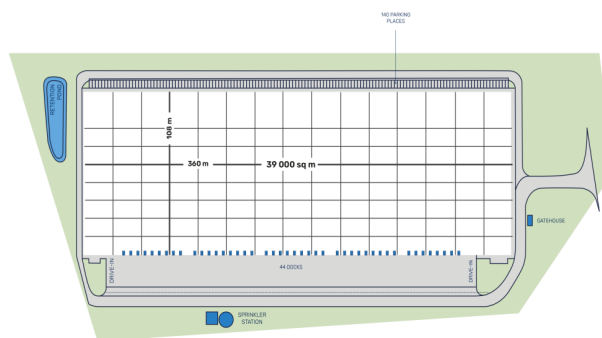 140 PARKING
PLACES
RETENTION
POND
108 m
360 m
39 000 sq m
GATEHOUSE
DRIVE-IN
44 DOCKS
DRIVE-IN
SPRINKLER
STATION